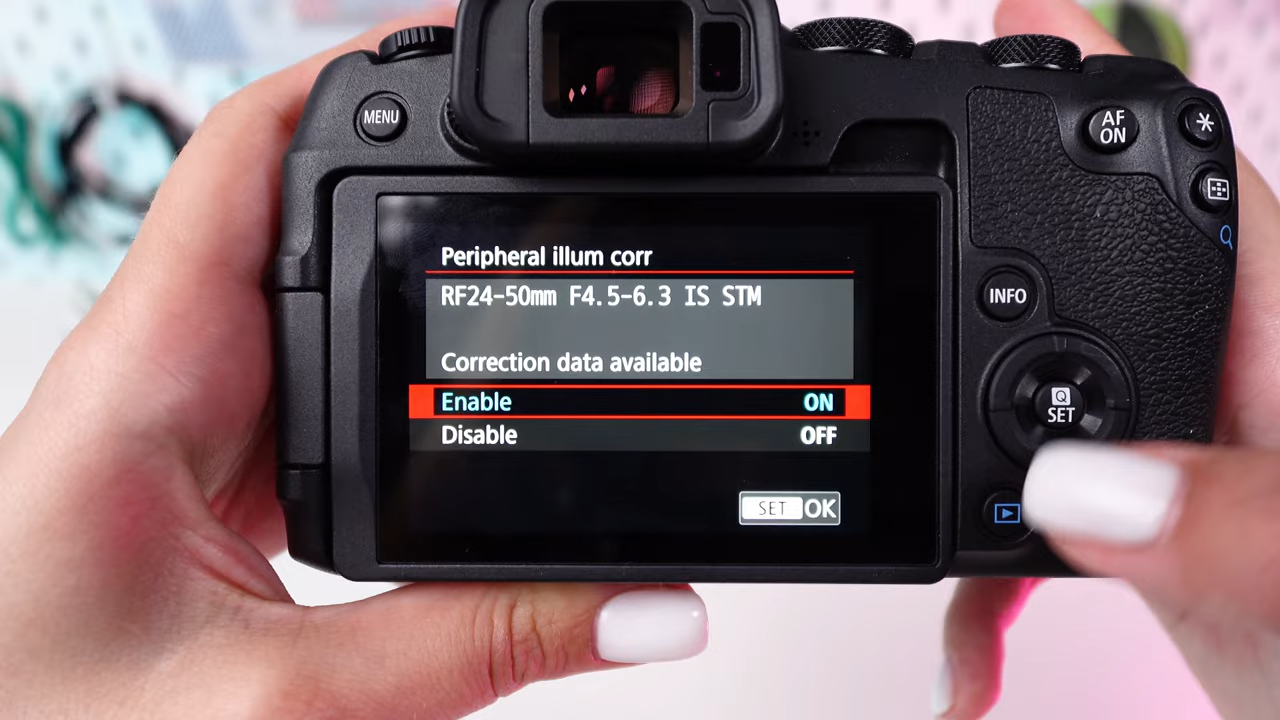 MENU
AF
ON
Peripheral illum corr
RF24-50mm F4.5-6.3 IS STM
Correction data available
Enable ON
Disable OFF
SET OK
INFO
Q
SET